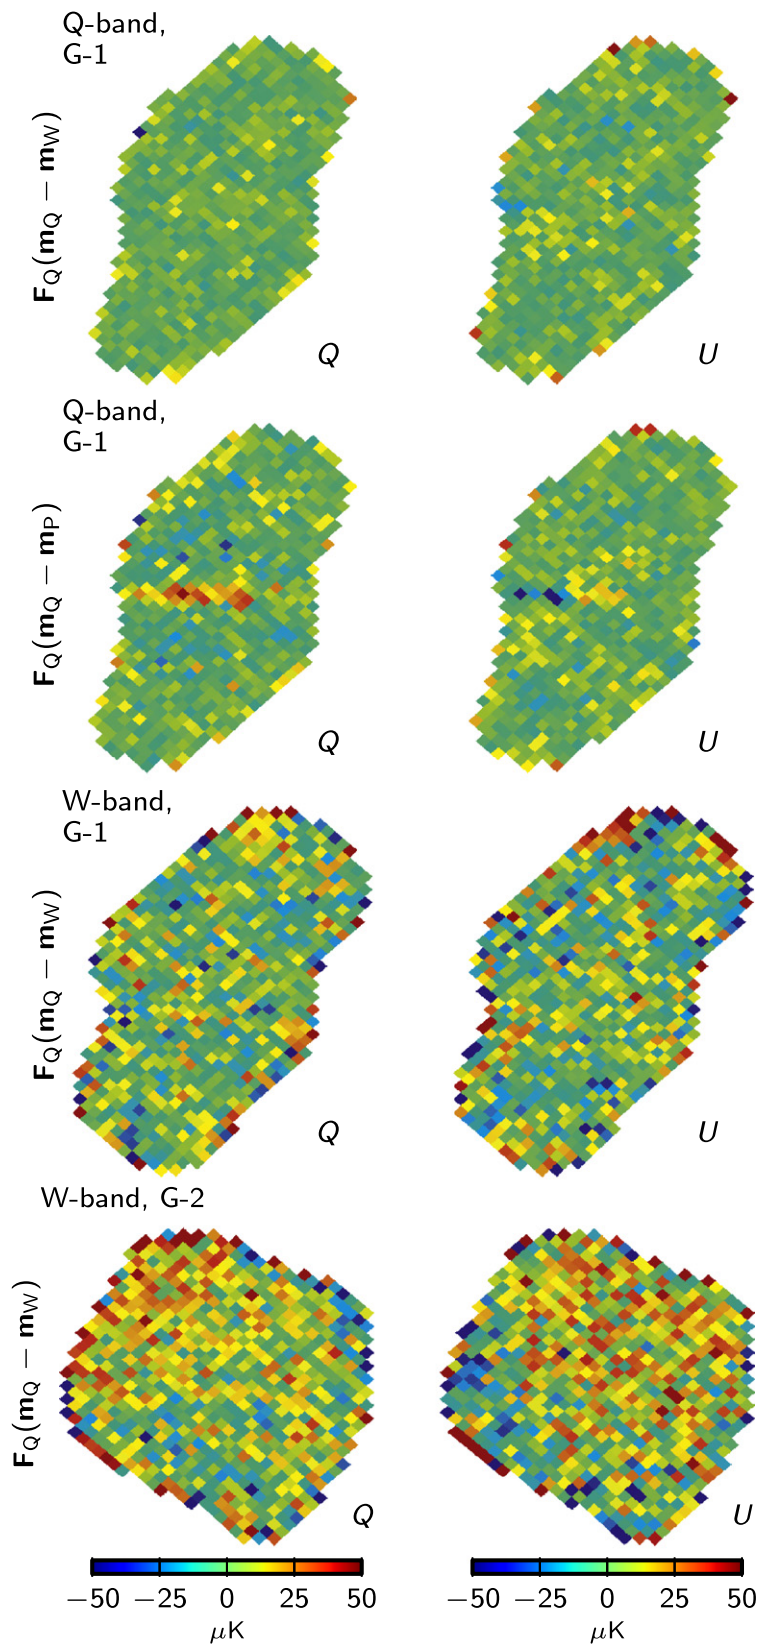 Q-band,
G-1
F_Q(m_Q − m_W)
Q
U
Q-band,
G-1
F_Q(m_Q − m_P)
Q
U
W-band,
G-1
F_Q(m_Q − m_W)
Q
U
W-band, G-2
F_Q(m_Q − m_W)
Q
U
−50 −25 0 25 50
μK
−50 −25 0 25 50
μK